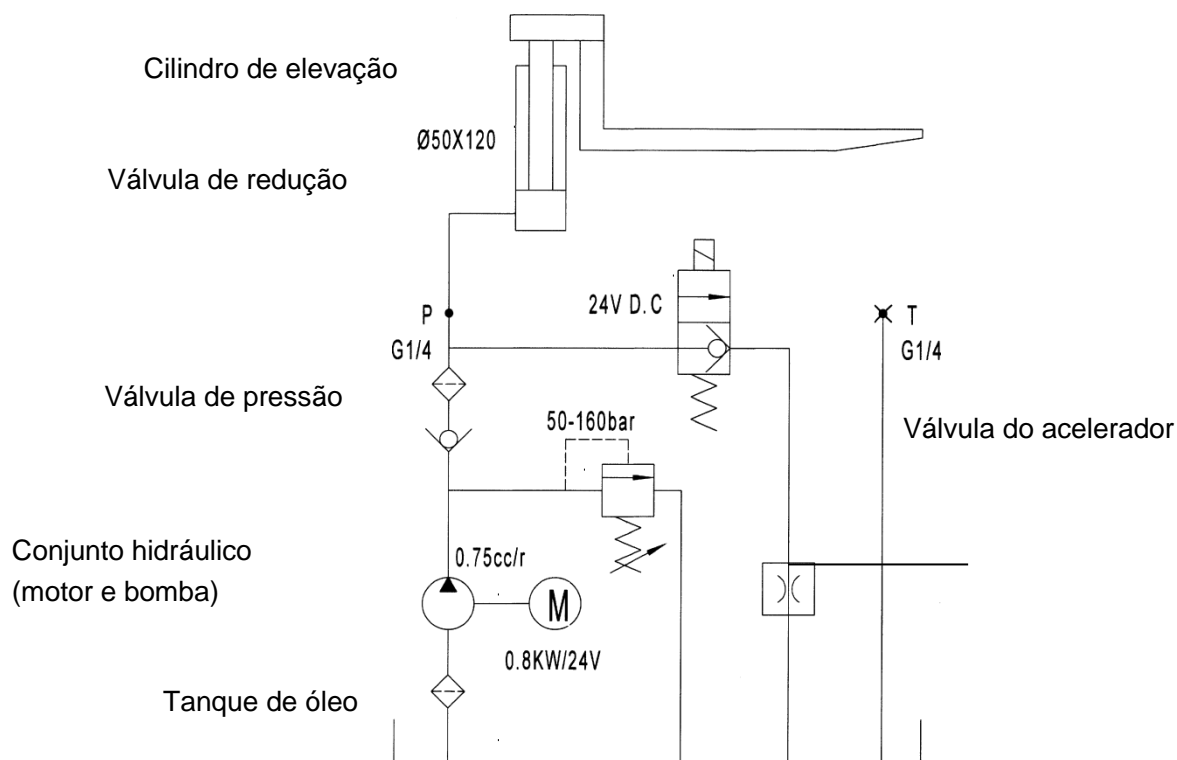 Cilindro de elevação
Ø50X120
Válvula de redução
24V D.C
P
T
G1/4
G1/4
Válvula de pressão
50-160bar
Válvula do acelerador
Conjunto hidráulico
(motor e bomba)
0.75cc/r
M
0.8KW/24V
Tanque de óleo